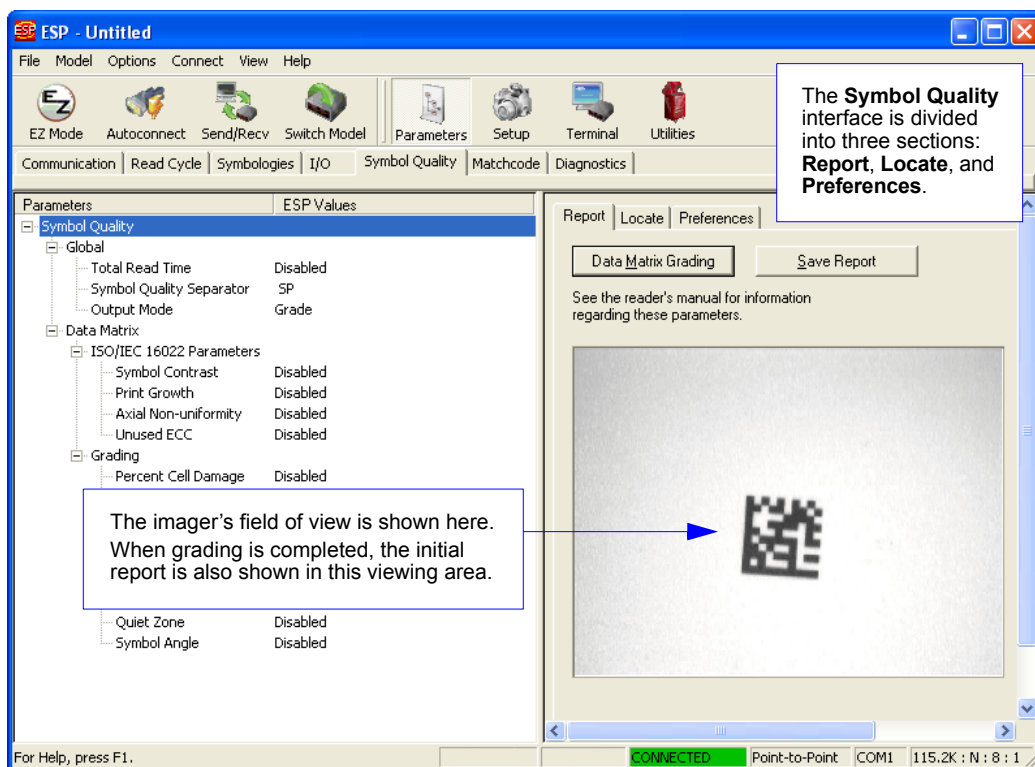 ESP - Untitled
File Model Options Connect View Help
EZ Mode Autoconnect Send/Recv Switch Model Parameters Setup Terminal Utilities
Communication Read Cycle Symbologies I/O Symbol Quality Matchcode Diagnostics
The Symbol Quality
interface is divided
into three sections:
Report, Locate, and
Preferences.
Parameters ESP Values
Symbol Quality
Global
Total Read Time Disabled
Symbol Quality Separator SP
Output Mode Grade
Data Matrix
ISO/IEC 16022 Parameters
Symbol Contrast Disabled
Print Growth Disabled
Axial Non-uniformity Disabled
Unused ECC Disabled
Grading
Percent Cell Damage Disabled
The imager's field of view is shown here.
When grading is completed, the initial
report is also shown in this viewing area.
Quiet Zone Disabled
Symbol Angle Disabled
Report Locate Preferences
Data Matrix Grading Save Report
See the reader's manual for information
regarding these parameters.
For Help, press F1. CONNECTED Point-to-Point COM1 115.2K : N : 8 : 1